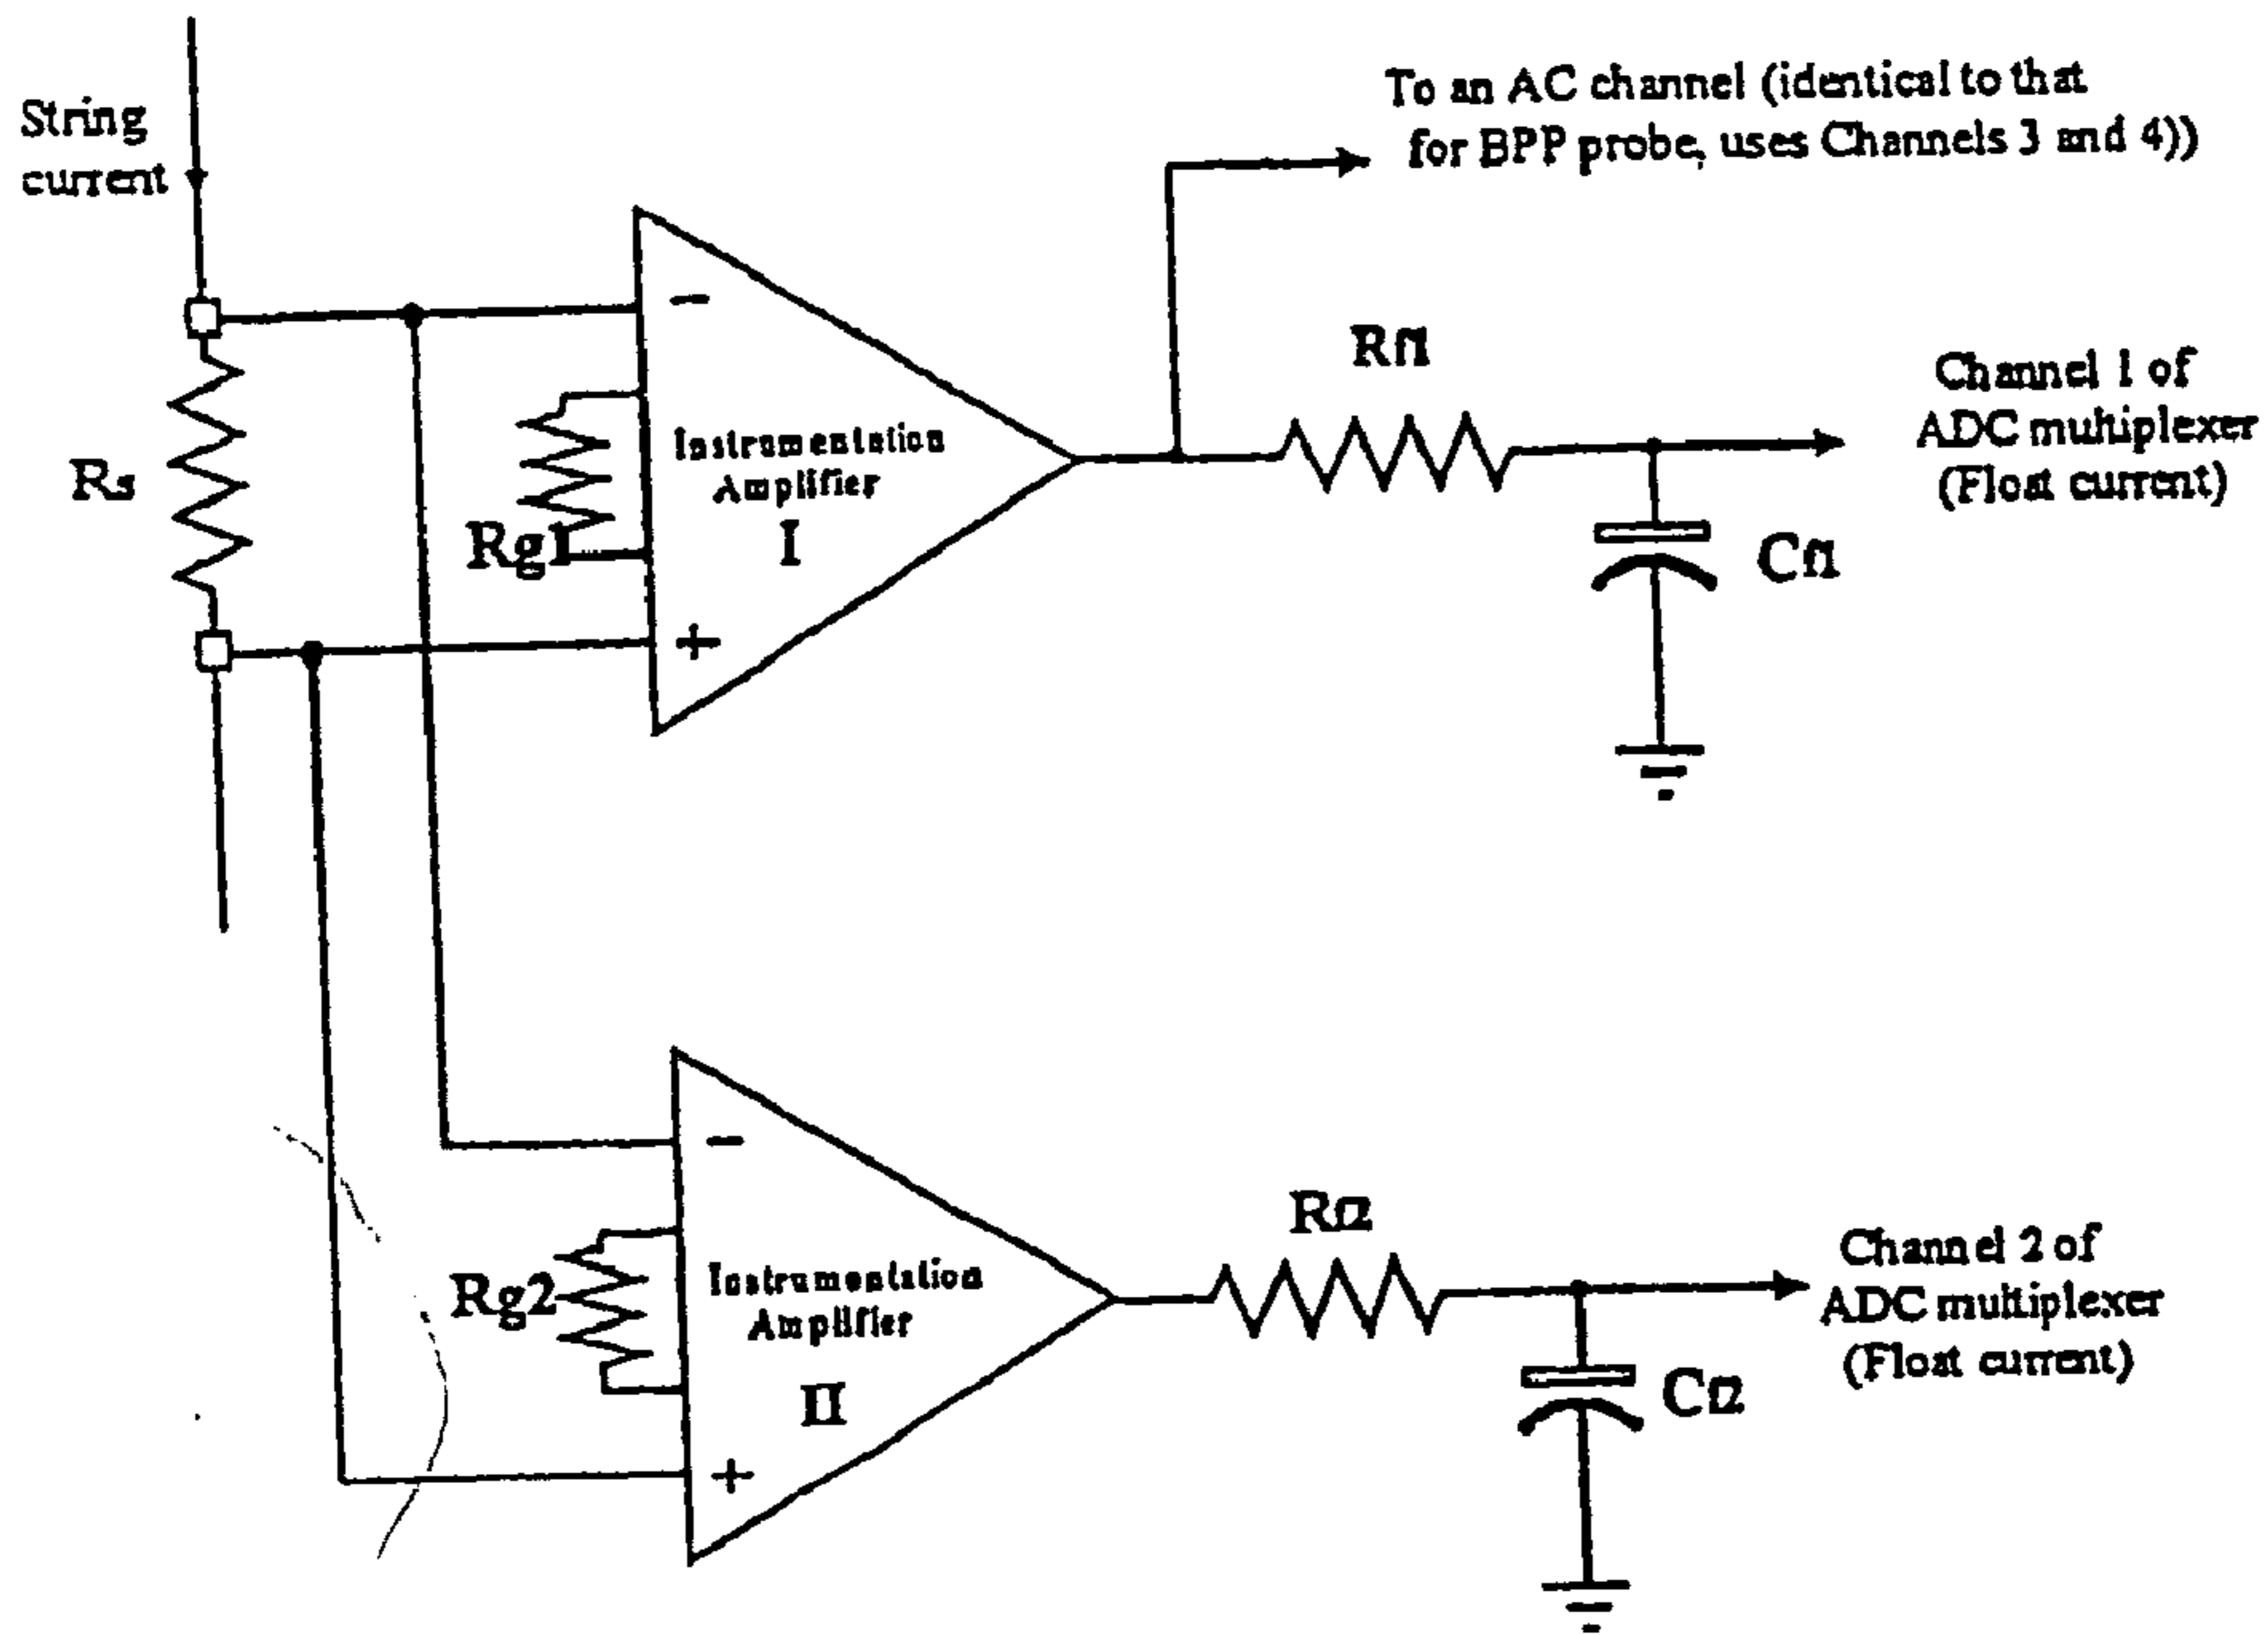 String
current
To an AC channel (identical to that
for BPP probe, uses Channels 3 and 4))
Rs
−
Rg1
Instrumentation
Amplifier
I
+
Rf1
Cf1
Channel 1 of
ADC multiplexer
(Float current)
−
Rg2
Instrumentation
Amplifier
II
+
Rf2
Cf2
Channel 2 of
ADC multiplexer
(Float current)